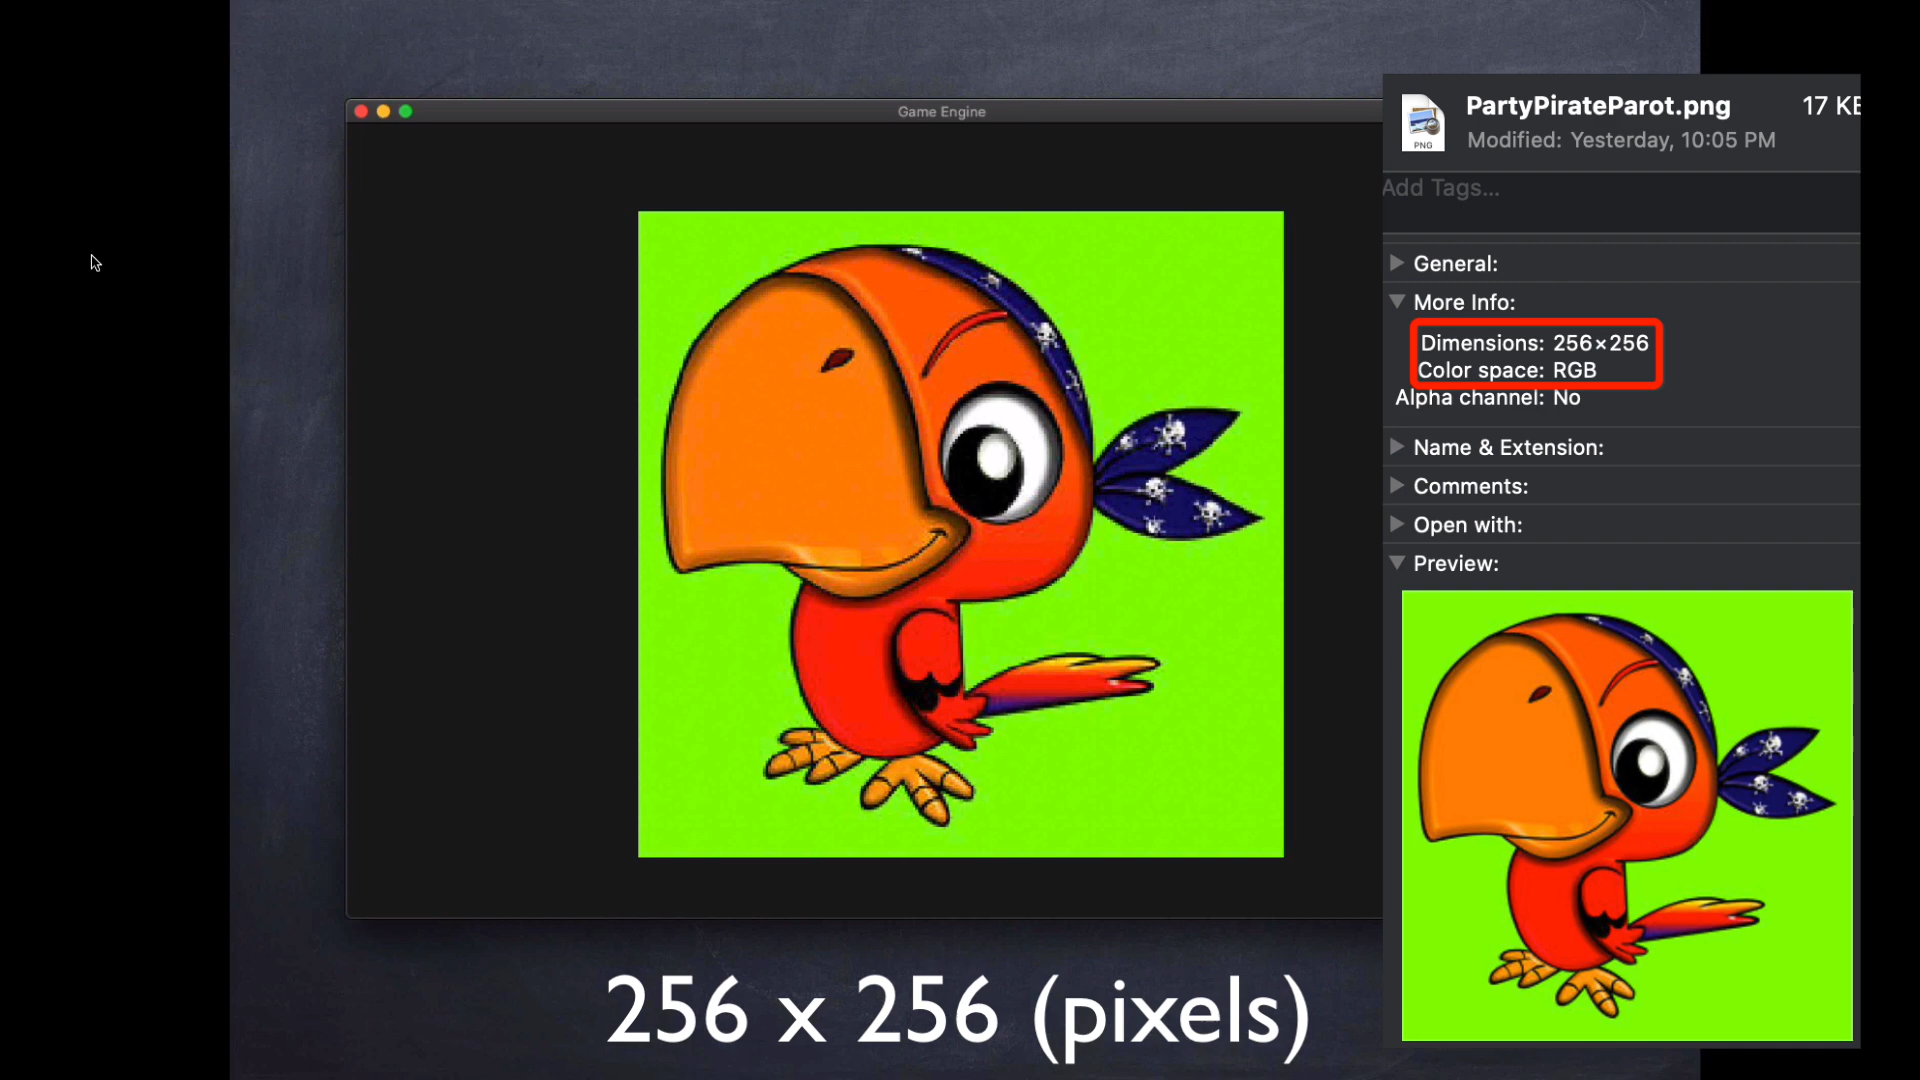 Game Engine
PartyPirateParot.png
17 KB
Modified: Yesterday, 10:05 PM
PNG
Add Tags...
General:
More Info:
Dimensions: 256×256
Color space: RGB
Alpha channel: No
Name & Extension:
Comments:
Open with:
Preview:
256 x 256 (pixels)